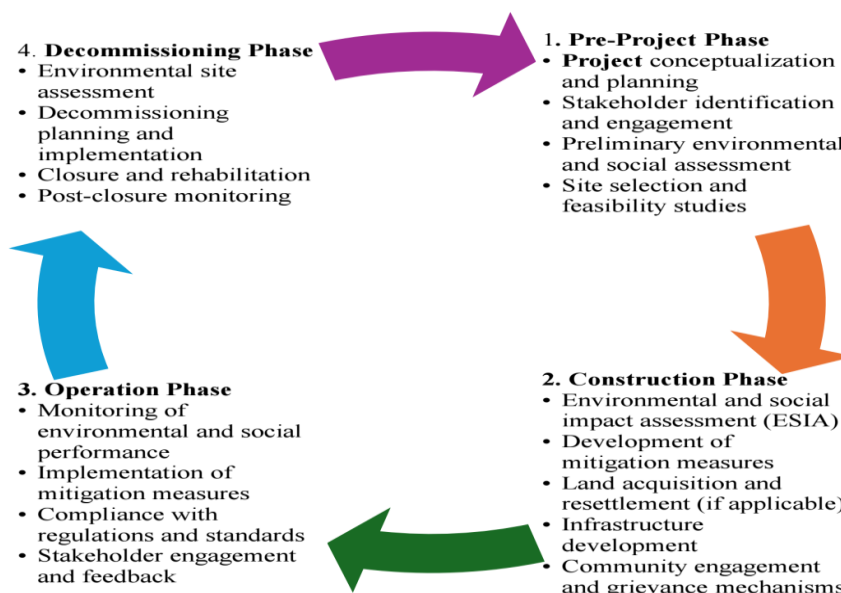 4. Decommissioning Phase
• Environmental site
assessment
• Decommissioning
planning and
implementation
• Closure and rehabilitation
• Post-closure monitoring
1. Pre-Project Phase
• Project conceptualization
and planning
• Stakeholder identification
and engagement
• Preliminary environmental
and social assessment
• Site selection and
feasibility studies
3. Operation Phase
• Monitoring of
environmental and social
performance
• Implementation of
mitigation measures
• Compliance with
regulations and standards
• Stakeholder engagement
and feedback
2. Construction Phase
• Environmental and social
impact assessment (ESIA)
• Development of
mitigation measures
• Land acquisition and
resettlement (if applicable)
• Infrastructure
development
• Community engagement
and grievance mechanisms